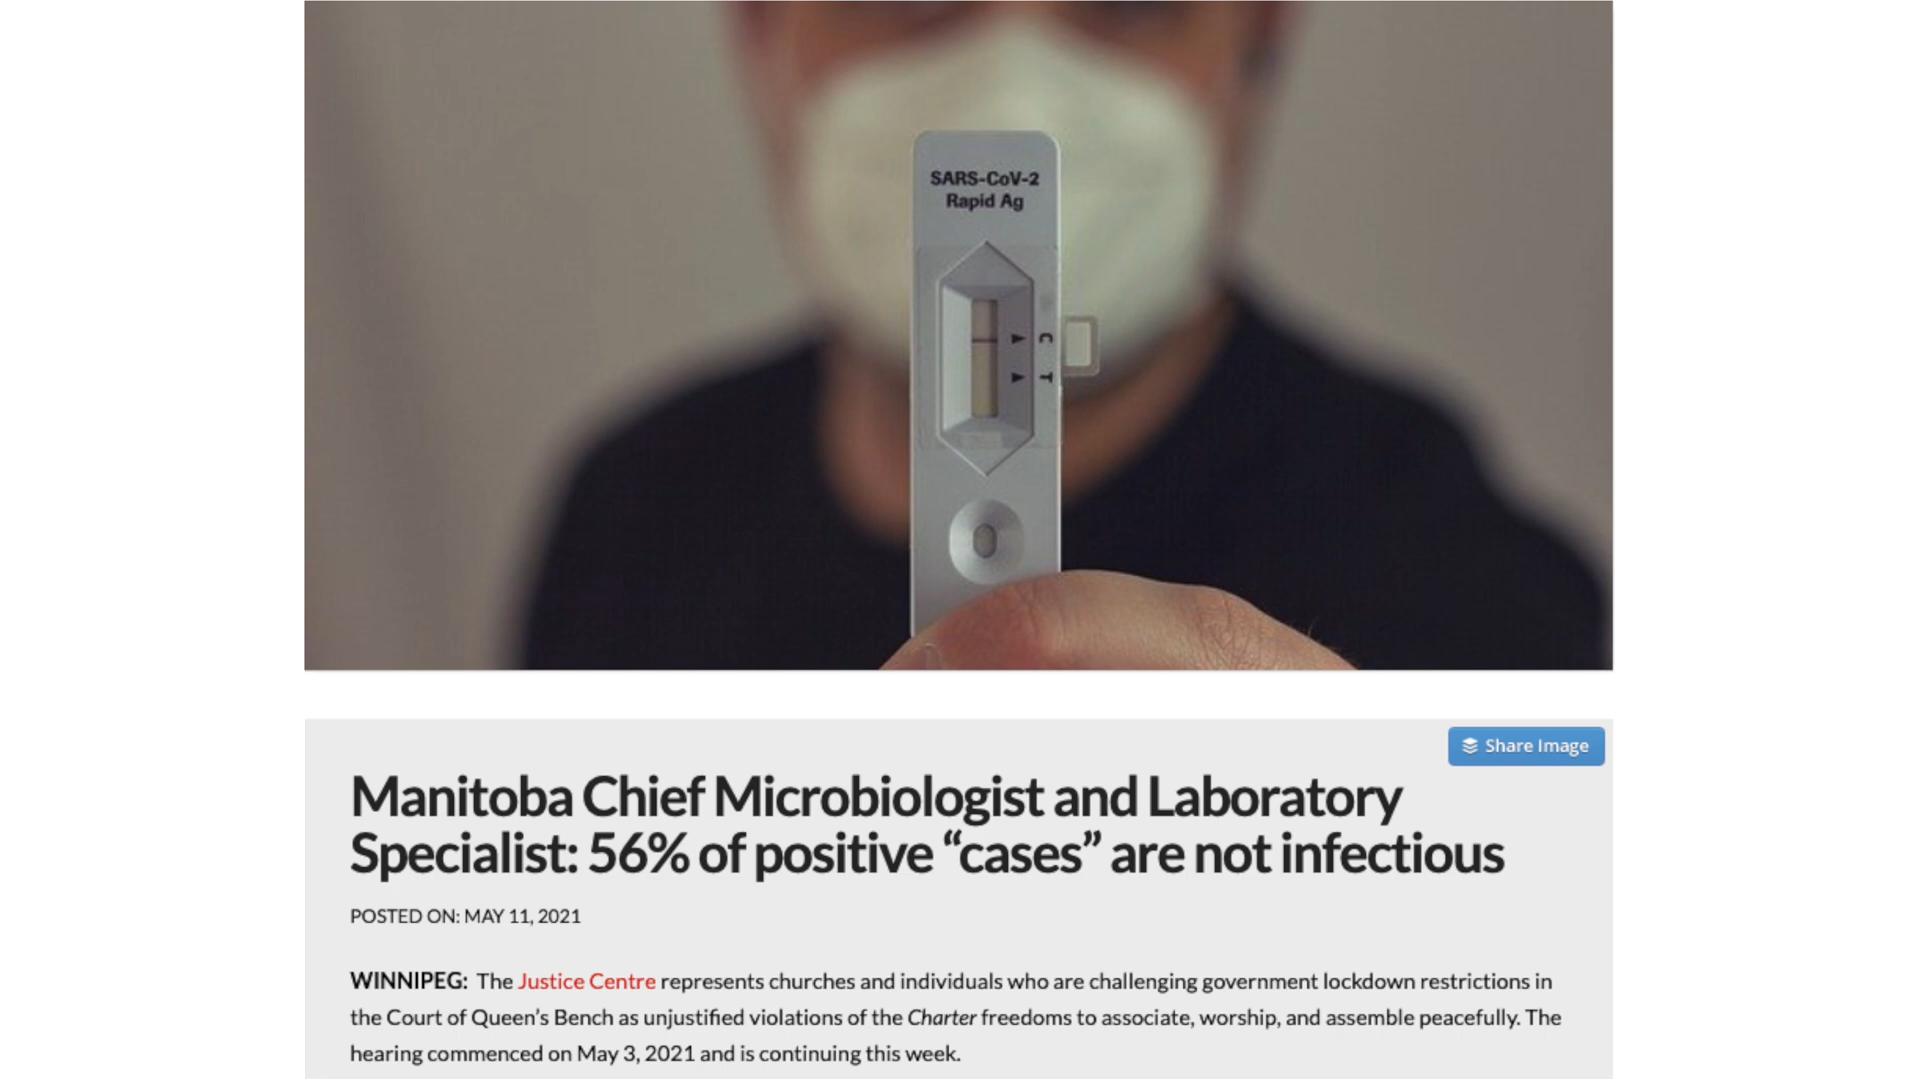 SARS-CoV-2
Rapid Ag
C
T
Share Image
Manitoba Chief Microbiologist and Laboratory
Specialist: 56% of positive “cases” are not infectious
POSTED ON: MAY 11, 2021
WINNIPEG: The Justice Centre represents churches and individuals who are challenging government lockdown restrictions in
the Court of Queen’s Bench as unjustified violations of the Charter freedoms to associate, worship, and assemble peacefully. The
hearing commenced on May 3, 2021 and is continuing this week.